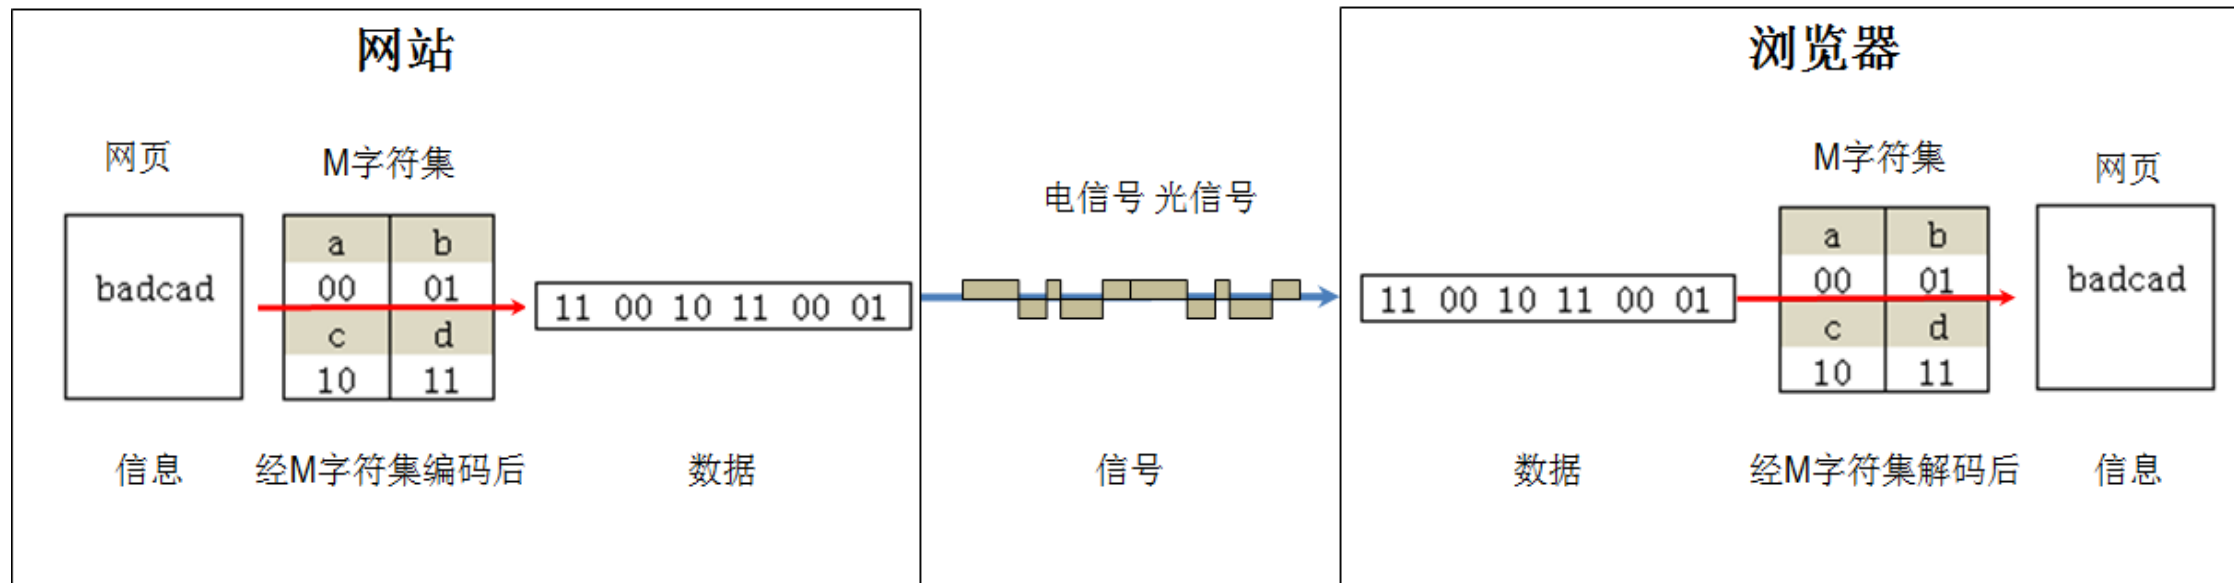 网站
网页
M字符集
badcad
a b
00 01
c d
10 11
11 00 10 11 00 01
信息
经M字符集编码后
数据
电信号 光信号
信号
浏览器
11 00 10 11 00 01
M字符集
a b
00 01
c d
10 11
网页
badcad
数据
经M字符集解码后
信息